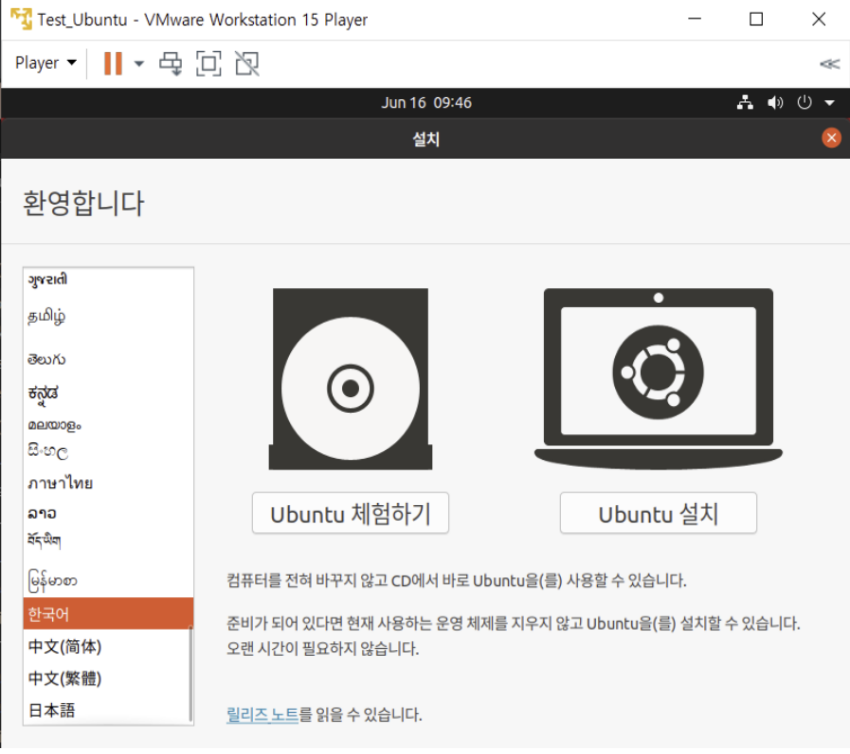 Test_Ubuntu - VMware Workstation 15 Player
Player
Jun 16 09:46
설치
환영합니다
ગુજરાતી
தமிழ்
తెలుగు
ಕನ್ನಡ
മലയാളം
සිංහල
ภาษาไทย
ລາວ
བོད་ཡིག
မြန်မာစာ
한국어
中文(简体)
中文(繁體)
日本語
Ubuntu 체험하기
Ubuntu 설치
컴퓨터를 전혀 바꾸지 않고 CD에서 바로 Ubuntu을(를) 사용할 수 있습니다.
준비가 되어 있다면 현재 사용하는 운영 체제를 지우지 않고 Ubuntu을(를) 설치할 수 있습니다.
오랜 시간이 필요하지 않습니다.
릴리즈 노트를 읽을 수 있습니다.